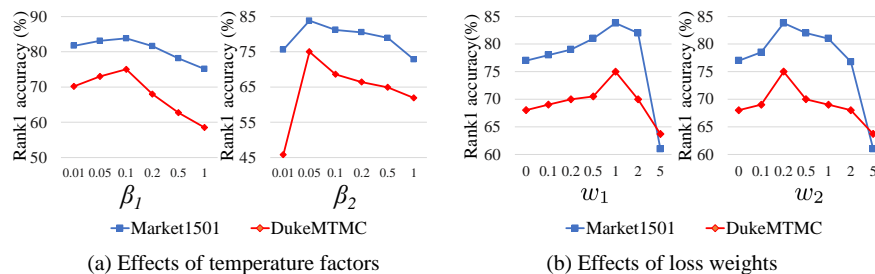 Rank1 accuracy (%)
90
80
70
60
50
0.01 0.05 0.1 0.2 0.5 1
β1
Rank1 accuracy (%)
85
75
65
55
45
0.01 0.05 0.1 0.2 0.5 1
β2
Market1501 DukeMTMC
(a) Effects of temperature factors
Rank1 accuracy(%)
85
80
75
70
65
60
0 0.1 0.2 0.5 1 2 5
w1
Rank1 accuracy (%)
85
80
75
70
65
60
0 0.1 0.2 0.5 1 2 5
w2
Market1501 DukeMTMC
(b) Effects of loss weights